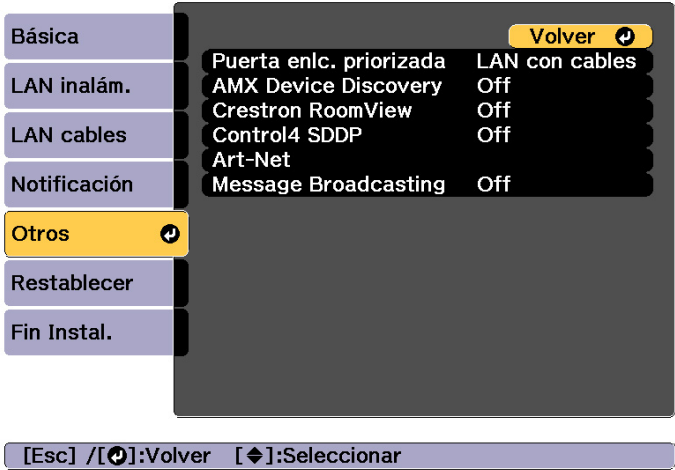 Básica
LAN inalám.
LAN cables
Notificación
Otros
Restablecer
Fin Instal.
Volver
Puerta enlc. priorizada LAN con cables
AMX Device Discovery Off
Crestron RoomView Off
Control4 SDDP Off
Art-Net
Message Broadcasting Off
[Esc] /[↵]:Volver [◆]:Seleccionar